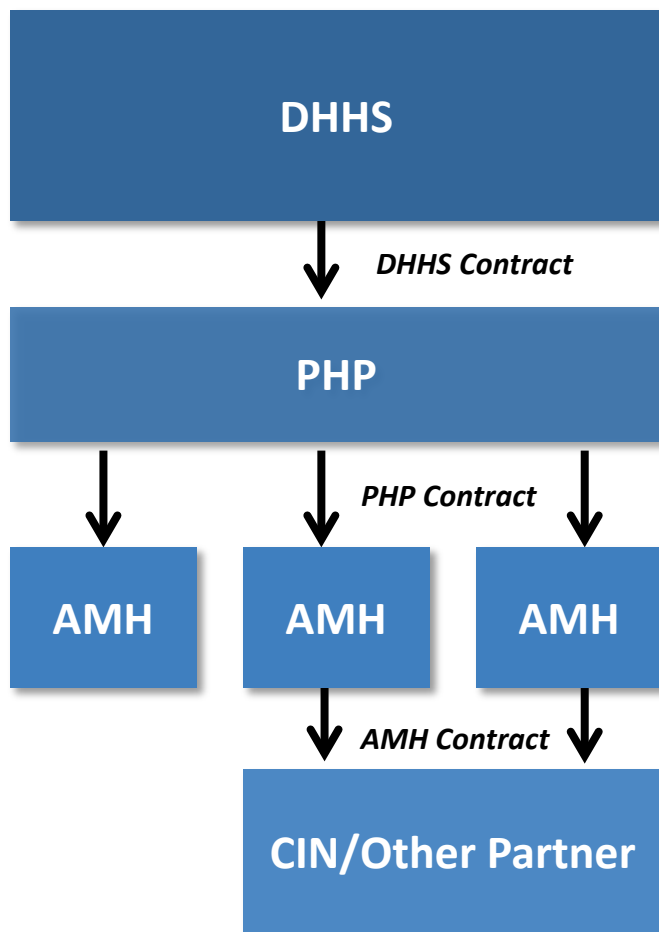 DHHS
DHHS Contract
PHP
PHP Contract
AMH
AMH
AMH
AMH Contract
CIN/Other Partner